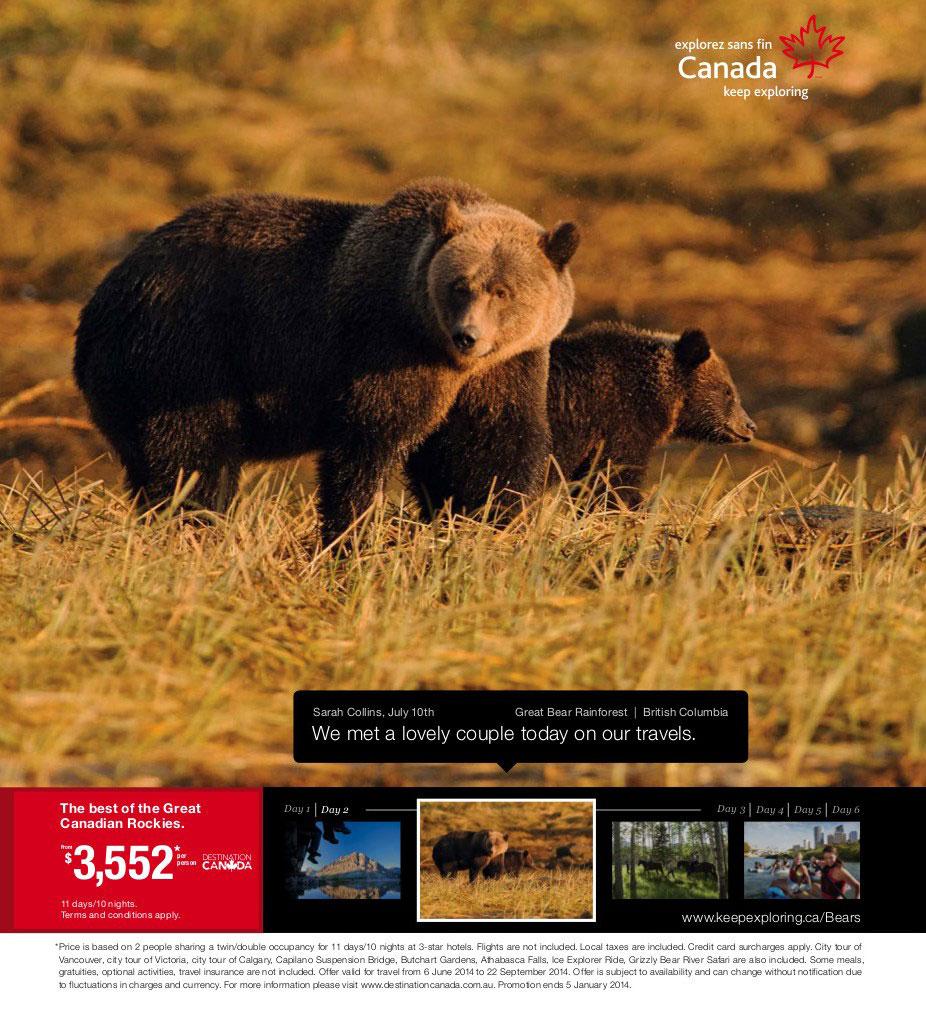 explorez sans fin
Canada
keep exploring
Sarah Collins, July 10th
Great Bear Rainforest | British Columbia
We met a lovely couple today on our travels.
The best of the Great
Canadian Rockies.
from
$3,552*
per
person
DESTINATION
CANADA
11 days/10 nights.
Terms and conditions apply.
Day 1 | Day 2
Day 3 | Day 4 | Day 5 | Day 6
www.keepexploring.ca/Bears
*Price is based on 2 people sharing a twin/double occupancy for 11 days/10 nights at 3-star hotels. Flights are not included. Local taxes are included. Credit card surcharges apply. City tour of
Vancouver, city tour of Victoria, city tour of Calgary, Capilano Suspension Bridge, Butchart Gardens, Athabasca Falls, Ice Explorer Ride, Grizzly Bear River Safari are also included. Some meals,
gratuities, optional activities, travel insurance are not included. Offer valid for travel from 6 June 2014 to 22 September 2014. Offer is subject to availability and can change without notification due
to fluctuations in charges and currency. For more information please visit www.destinationcanada.com.au. Promotion ends 5 January 2014.